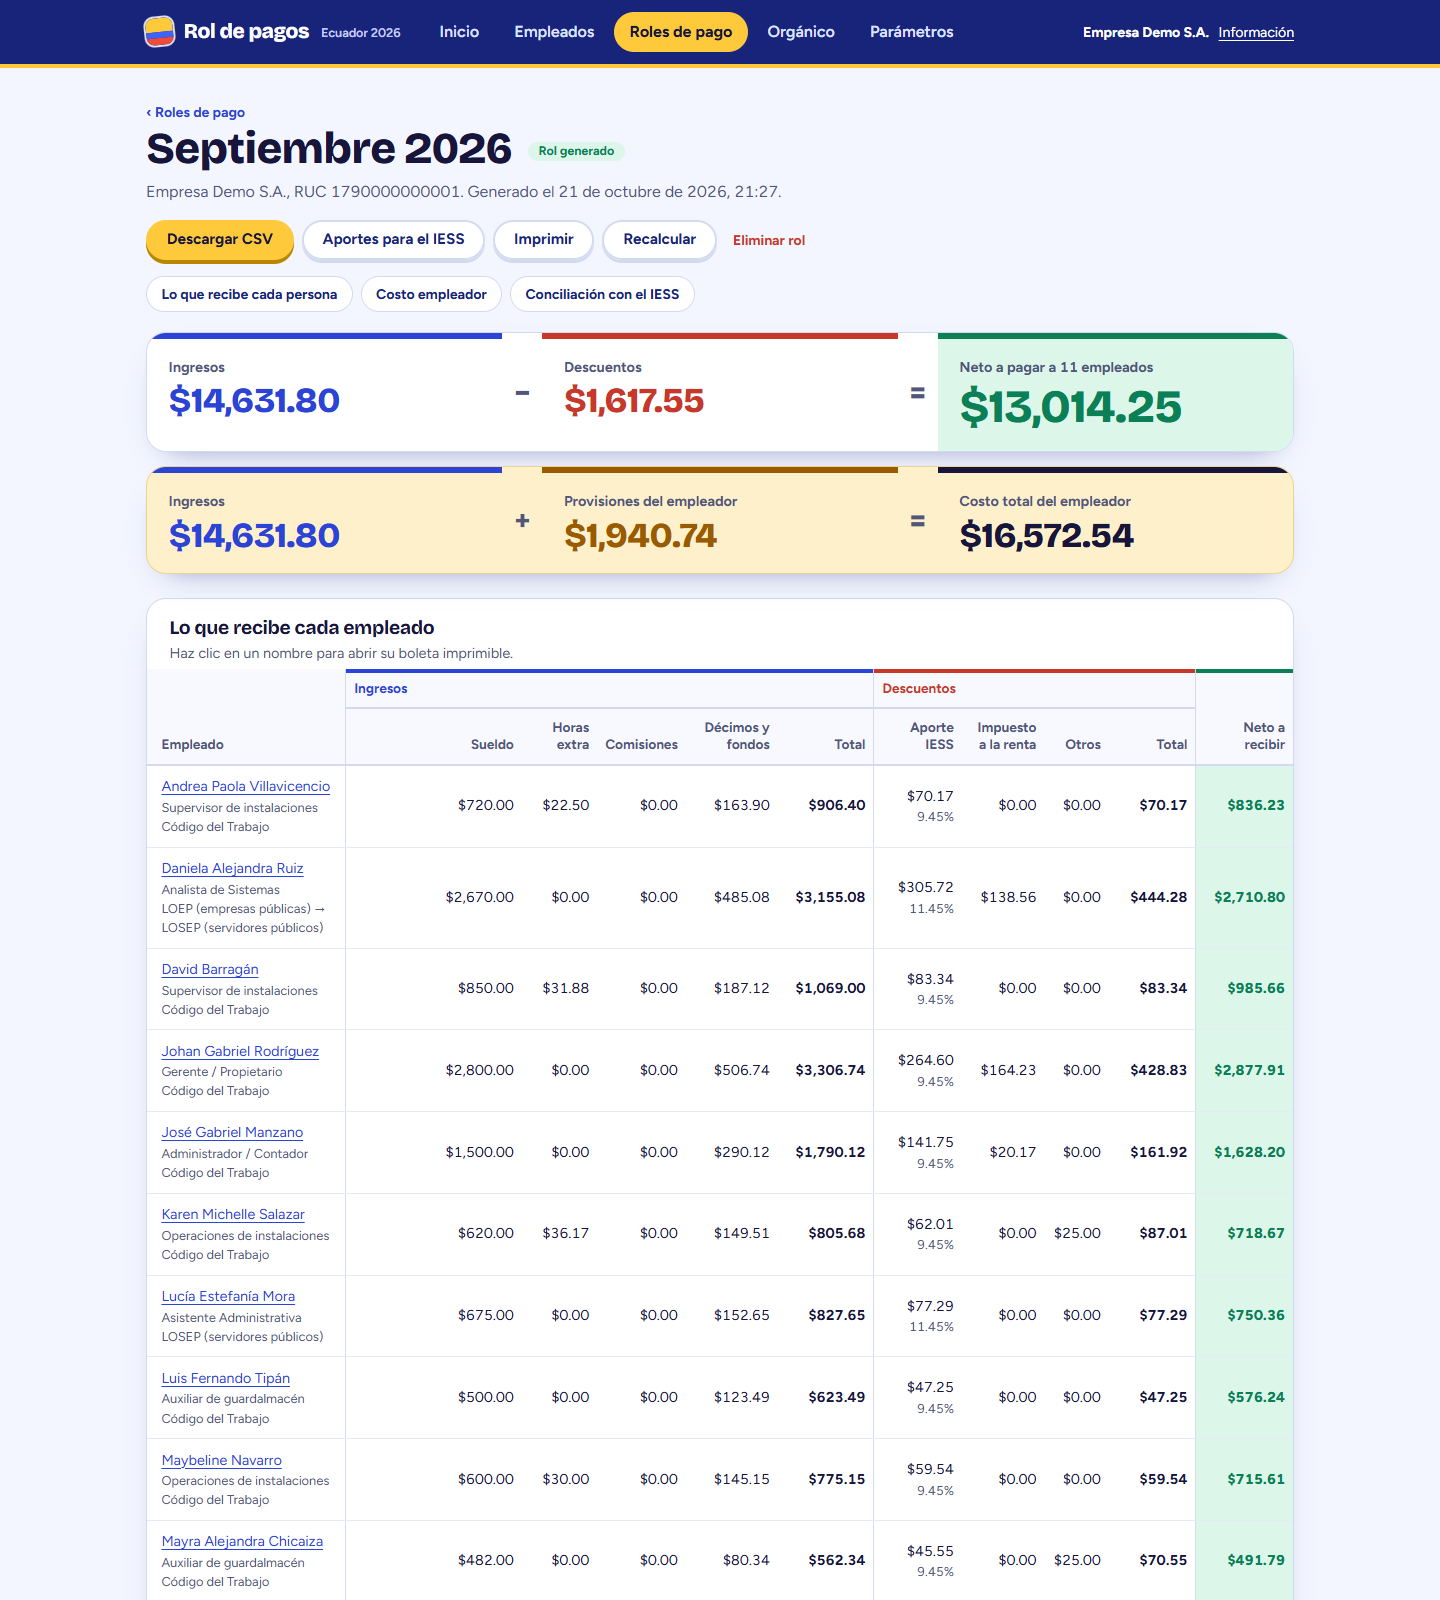 Rol de pagos Ecuador 2026 Inicio Empleados Roles de pago Orgánico Parámetros Empresa Demo S.A. Información
‹ Roles de pago
Septiembre 2026 Rol generado
Empresa Demo S.A., RUC 1790000000001. Generado el 21 de octubre de 2026, 21:27.
Descargar CSV Aportes para el IESS Imprimir Recalcular Eliminar rol
Lo que recibe cada persona Costo empleador Conciliación con el IESS
Ingresos Descuentos Neto a pagar a 11 empleados
$14,631.80 − $1,617.55 = $13,014.25
Ingresos Provisiones del empleador Costo total del empleador
$14,631.80 + $1,940.74 = $16,572.54
Lo que recibe cada empleado
Haz clic en un nombre para abrir su boleta imprimible.
Ingresos Descuentos
Horas Décimos y Aporte Impuesto Neto a
Empleado Sueldo extra Comisiones fondos Total IESS a la renta Otros Total recibir
Andrea Paola Villavicencio
Supervisor de instalaciones
Código del Trabajo
$720.00 $22.50 $0.00 $163.90 $906.40 $70.17 $0.00 $0.00 $70.17 $836.23
9.45%
Daniela Alejandra Ruiz
Analista de Sistemas
LOEP (empresas públicas) →
LOSEP (servidores públicos)
$2,670.00 $0.00 $0.00 $485.08 $3,155.08 $305.72 $138.56 $0.00 $444.28 $2,710.80
11.45%
David Barragán
Supervisor de instalaciones
Código del Trabajo
$850.00 $31.88 $0.00 $187.12 $1,069.00 $83.34 $0.00 $0.00 $83.34 $985.66
9.45%
Johan Gabriel Rodríguez
Gerente / Propietario
Código del Trabajo
$2,800.00 $0.00 $0.00 $506.74 $3,306.74 $264.60 $164.23 $0.00 $428.83 $2,877.91
9.45%
José Gabriel Manzano
Administrador / Contador
Código del Trabajo
$1,500.00 $0.00 $0.00 $290.12 $1,790.12 $141.75 $20.17 $0.00 $161.92 $1,628.20
9.45%
Karen Michelle Salazar
Operaciones de instalaciones
Código del Trabajo
$620.00 $36.17 $0.00 $149.51 $805.68 $62.01 $0.00 $25.00 $87.01 $718.67
9.45%
Lucía Estefanía Mora
Asistente Administrativa
LOSEP (servidores públicos)
$675.00 $0.00 $0.00 $152.65 $827.65 $77.29 $0.00 $0.00 $77.29 $750.36
11.45%
Luis Fernando Tipán
Auxiliar de guardalmacén
Código del Trabajo
$500.00 $0.00 $0.00 $123.49 $623.49 $47.25 $0.00 $0.00 $47.25 $576.24
9.45%
Maybeline Navarro
Operaciones de instalaciones
Código del Trabajo
$600.00 $30.00 $0.00 $145.15 $775.15 $59.54 $0.00 $0.00 $59.54 $715.61
9.45%
Mayra Alejandra Chicaiza
Auxiliar de guardalmacén
Código del Trabajo
$482.00 $0.00 $0.00 $80.34 $562.34 $45.55 $0.00 $25.00 $70.55 $491.79
9.45%